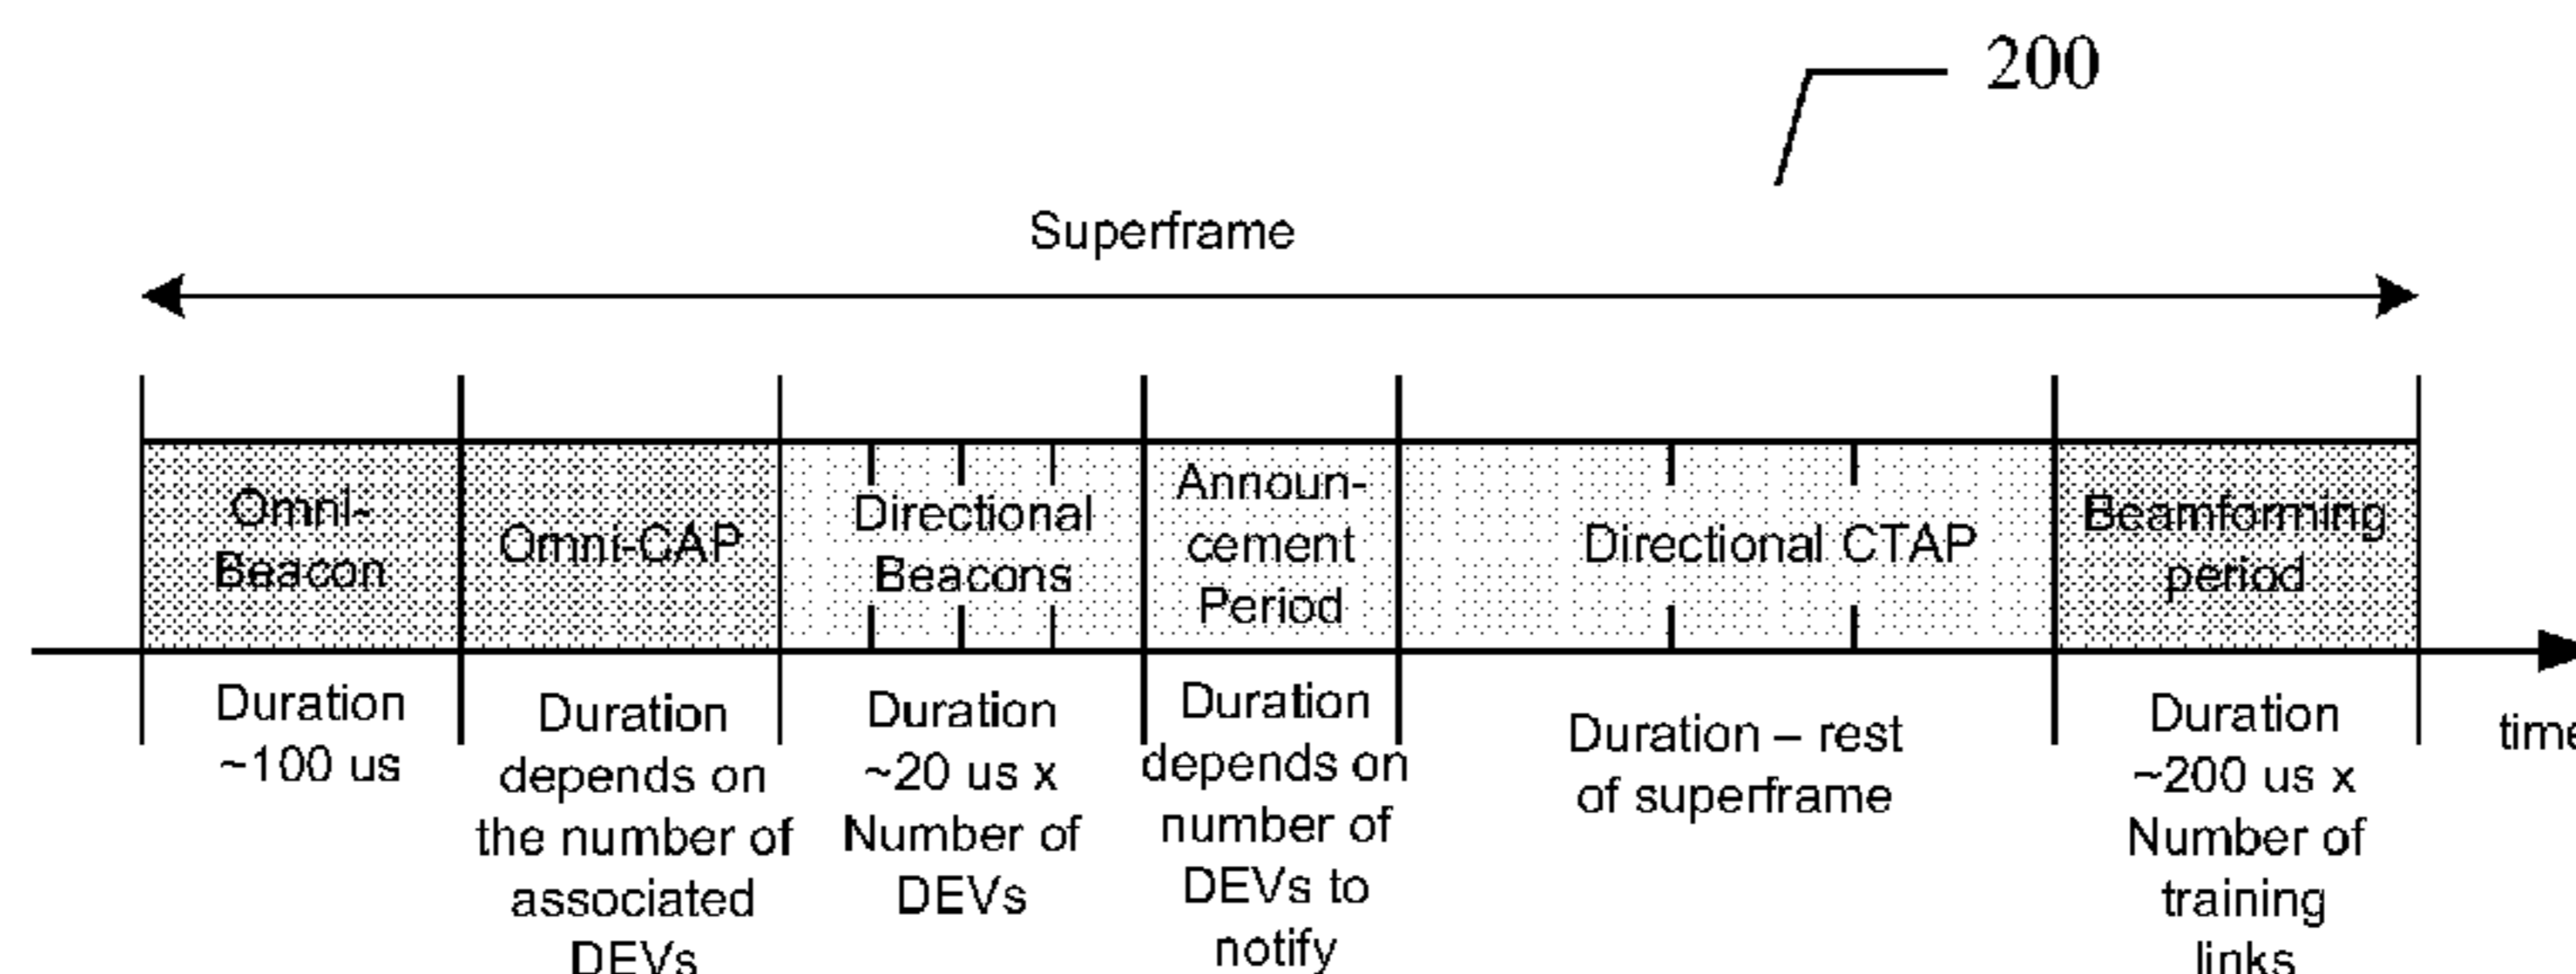 200
Superframe
Omni-
Beacon
Omni-CAP
Directional
Beacons
Announ-
cement
Period
Directional CTAP
Beamforming
period
Duration
~100 us
Duration
depends on
the number of
associated
DEVs
Duration
~20 us x
Number of
DEVs
Duration
depends on
number of
DEVs to
notify
Duration – rest
of superframe
Duration
~200 us x
Number of
training
links
time